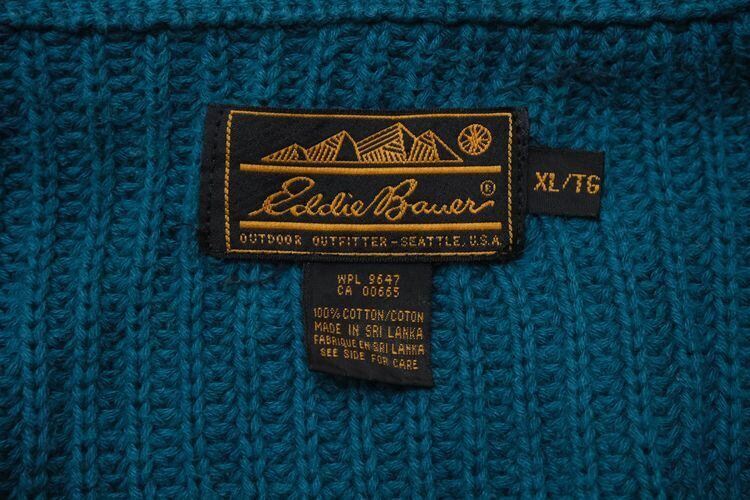 Eddie Bauer ®
OUTDOOR OUTFITTER-SEATTLE, U.S.A.
XL/TG
WPL 9647
CA 00665
100% COTTON/COTON
MADE IN SRI LANKA
FABRIQUE EN SRI LANKA
SEE SIDE FOR CARE